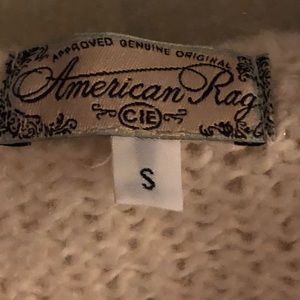 APPROVED GENUINE ORIGINAL
American Rag
CIE
S